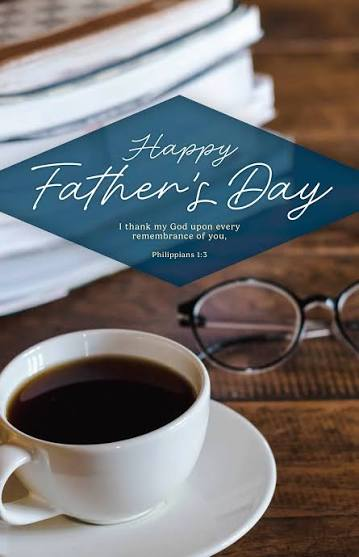 Happy
Father's Day
I thank my God upon every
remembrance of you,
Philippians 1:3